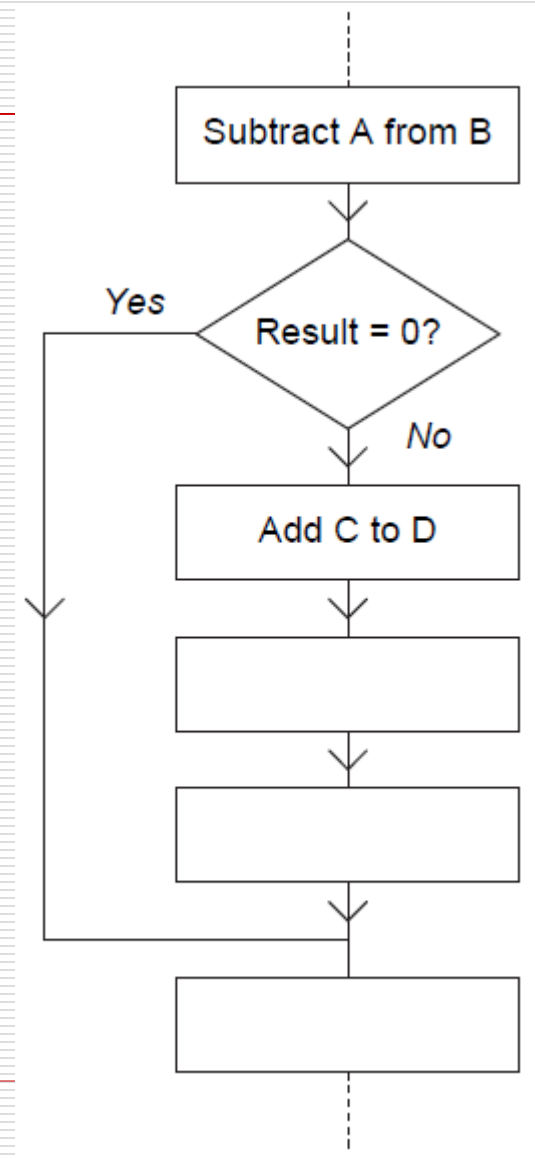 Subtract A from B
Yes
Result = 0?
No
Add C to D